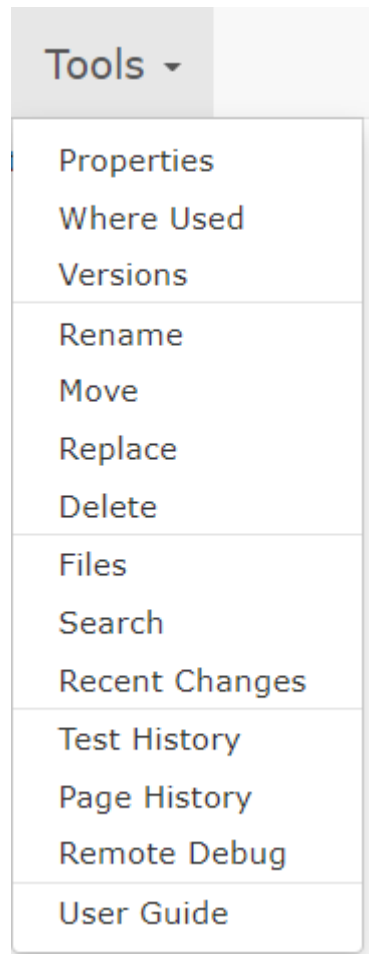 Tools
Properties
Where Used
Versions
Rename
Move
Replace
Delete
Files
Search
Recent Changes
Test History
Page History
Remote Debug
User Guide